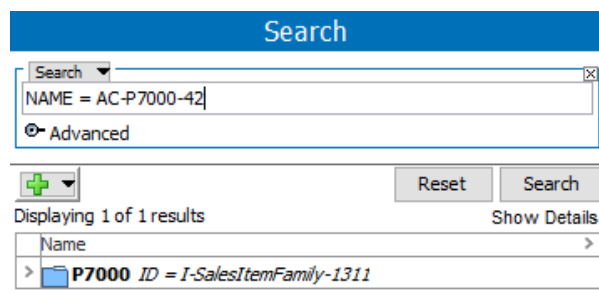 Search
Search
NAME = AC-P7000-42
Advanced
Reset Search
Displaying 1 of 1 results Show Details
Name >
> P7000 ID = I-SalesItemFamily-1311